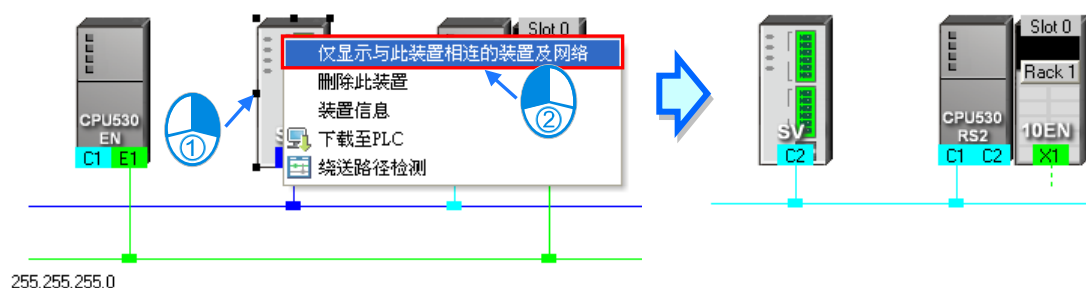 Slot 0
CPU530
EN
C1 E1
仅显示与此装置相连的装置及网络
删除此装置
装置信息
下载至PLC
绕送路径检测
①
②
255.255.255.0
SV
C2
CPU530
RS2
C1 C2
Slot 0
Rack 1
10EN
X1